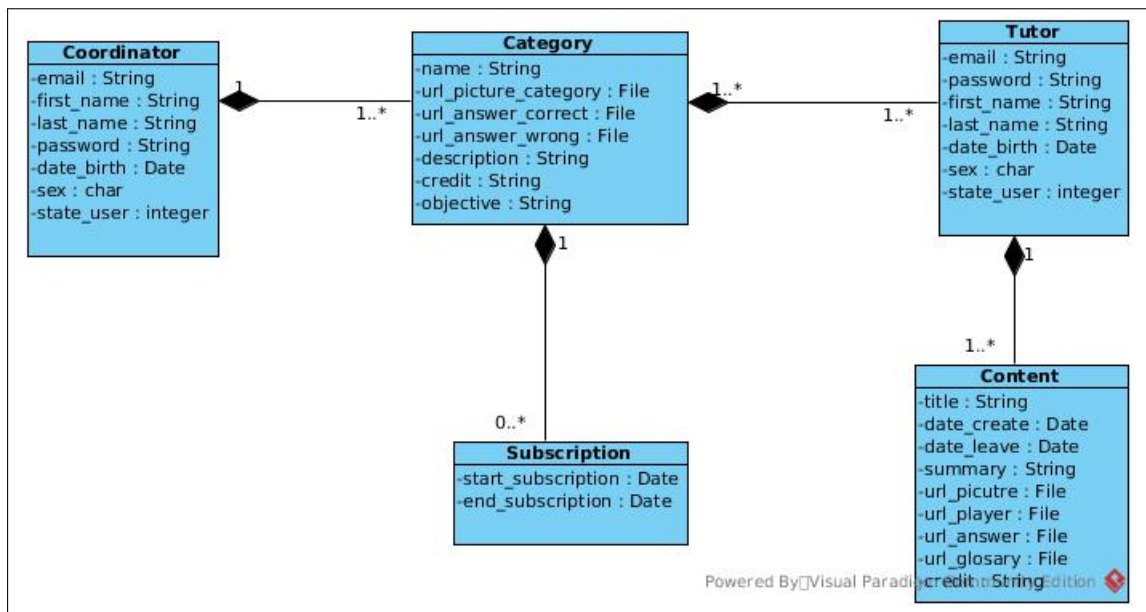 Coordinator
-email : String
-first_name : String
-last_name : String
-password : String
-date_birth : Date
-sex : char
-state_user : integer
1
1..*
Category
-name : String
-url_picture_category : File
-url_answer_correct : File
-url_answer_wrong : File
-description : String
-credit : String
-objective : String
1..*
1..*
Tutor
-email : String
-password : String
-first_name : String
-last_name : String
-date_birth : Date
-sex : char
-state_user : integer
1
0..*
Subscription
-start_subscription : Date
-end_subscription : Date
1
1..*
Content
-title : String
-date_create : Date
-date_leave : Date
-summary : String
-url_picutre : File
-url_player : File
-url_answer : File
-url_glosary : File
-credit : String
Powered By Visual Paradigm Community Edition